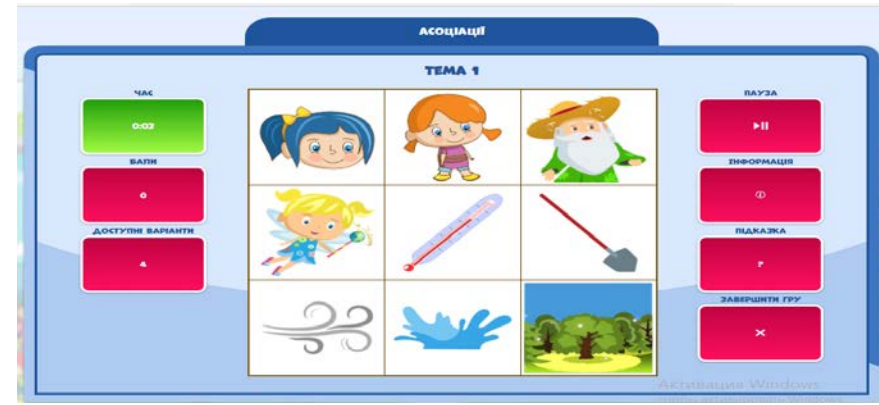 АСОЦІАЦІЇ
ТЕМА 1
ЧАС
0:02
БАЛИ
0
ДОСТУПНІ ВАРІАНТИ
4
ПАУЗА
ІНФОРМАЦІЯ
ПІДКАЗКА
?
ЗАВЕРШИТИ ГРУ
Активация Windows